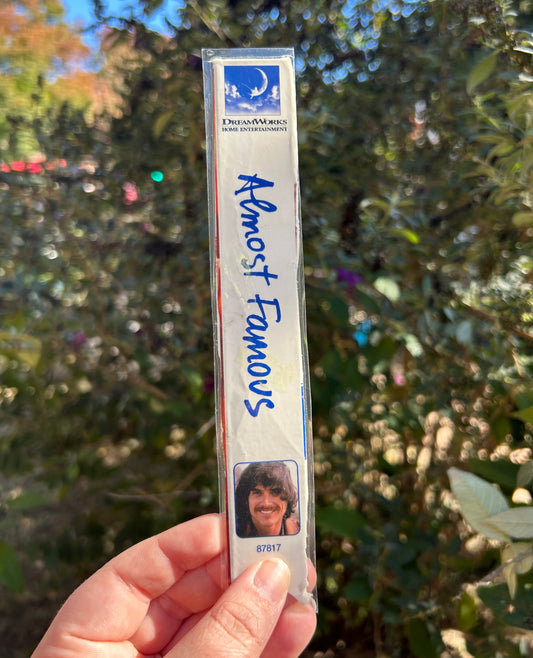 DREAMWORKS
HOME ENTERTAINMENT
Almost Famous
87817